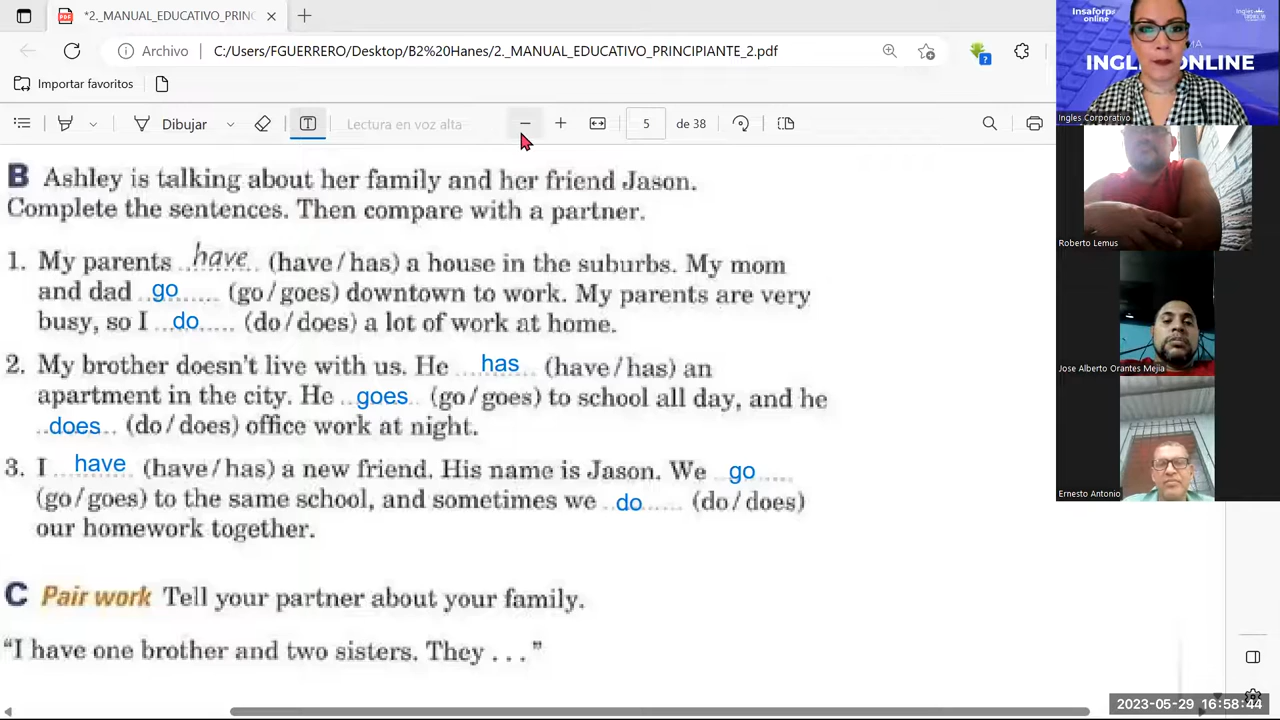 *2_MANUAL_EDUCATIVO_PRINC
Archivo
C:/Users/FGUERRERO/Desktop/F2%20Hanes/2._MANUAL_EDUCATIVO_PRINCIPIANTE_2.pdf
Importar favoritos
Dibujar
Lectura en voz alta
5
de 38
B Ashley is talking about her family and her friend Jason.
Complete the sentences. Then compare with a partner.
1. My parents have (have/has) a house in the suburbs. My mom
and dad go (go/goes) downtown to work. My parents are very
busy, so I do (do/does) a lot of work at home.
2. My brother doesn't live with us. He has (have/has) an
apartment in the city. He goes (go/goes) to school all day, and he
does (do/does) office work at night.
3. I have (have/has) a new friend. His name is Jason. We go
(go/goes) to the same school, and sometimes we do (do/does)
our homework together.
C Pair work Tell your partner about your family.
"I have one brother and two sisters. They . . . "
Insaforp
online
INGL ONLINE
Ingles Corporativo
Roberto Lemus
Jose Alberto Orantes Mejia
Ernesto Antonio
2023-05-29 16:58:44